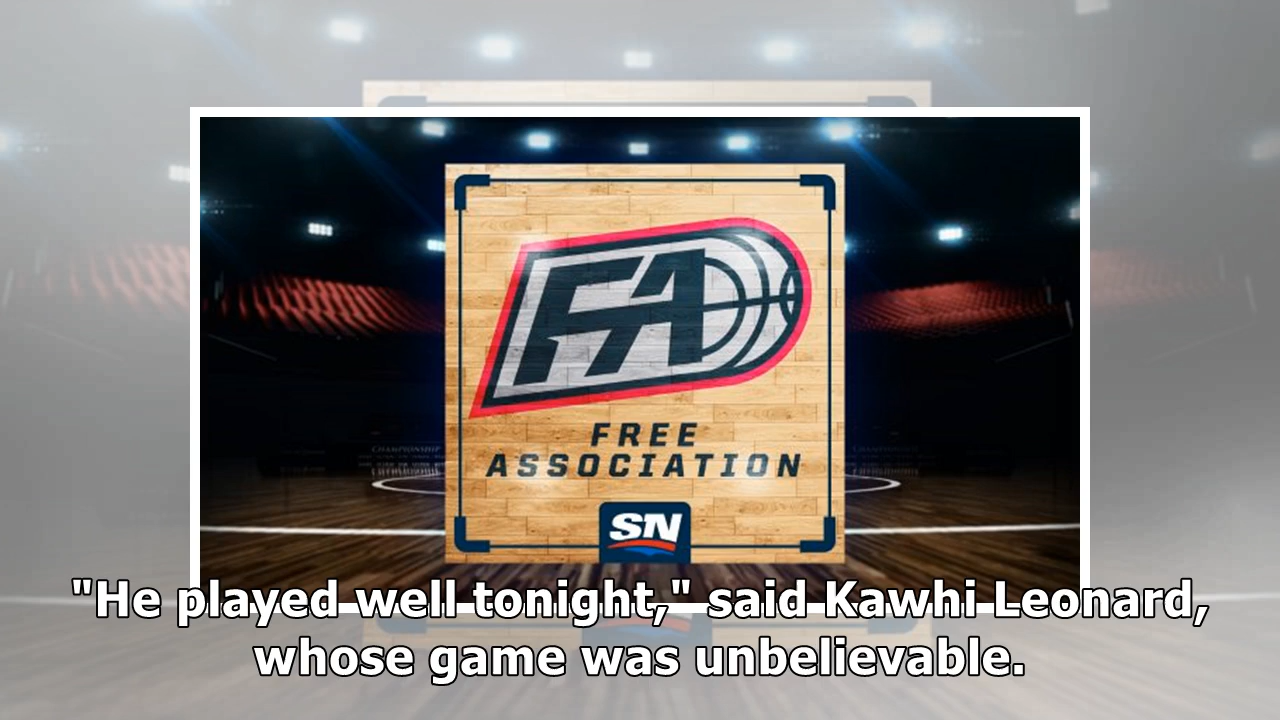 FA
FREE
ASSOCIATION
SN
"He played well tonight," said Kawhi Leonard,
whose game was unbelievable.